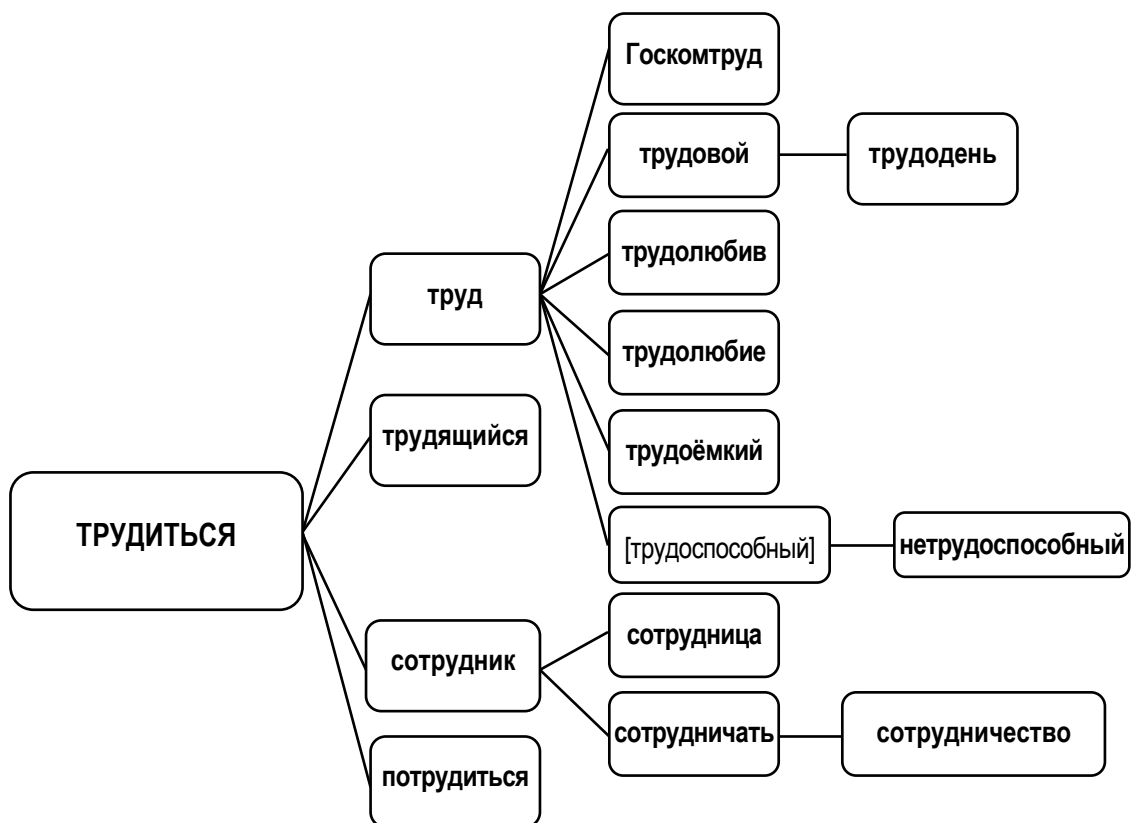 Госкомтруд
трудовой
трудодень
трудолюбив
труд
трудолюбие
трудящийся
трудоёмкий
ТРУДИТЬСЯ
[трудоспособный]
нетрудоспособный
сотрудница
сотрудник
сотрудничать
сотрудничество
потрудиться